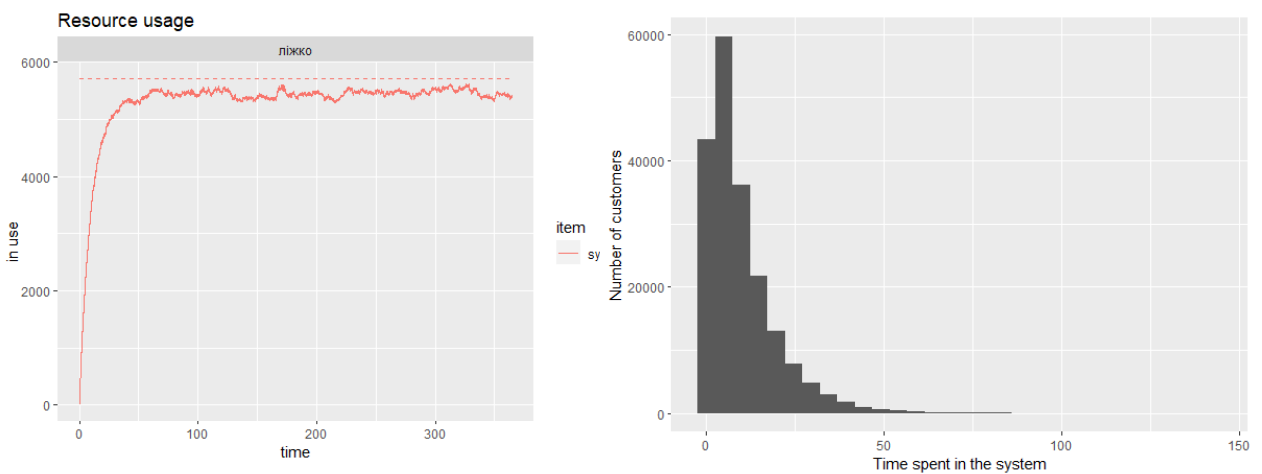 Resource usage
ліжко
6000
4000
2000
0
in use
0 100 200 300
time
item
sy
60000
40000
20000
0
Number of customers
0 50 100 150
Time spent in the system